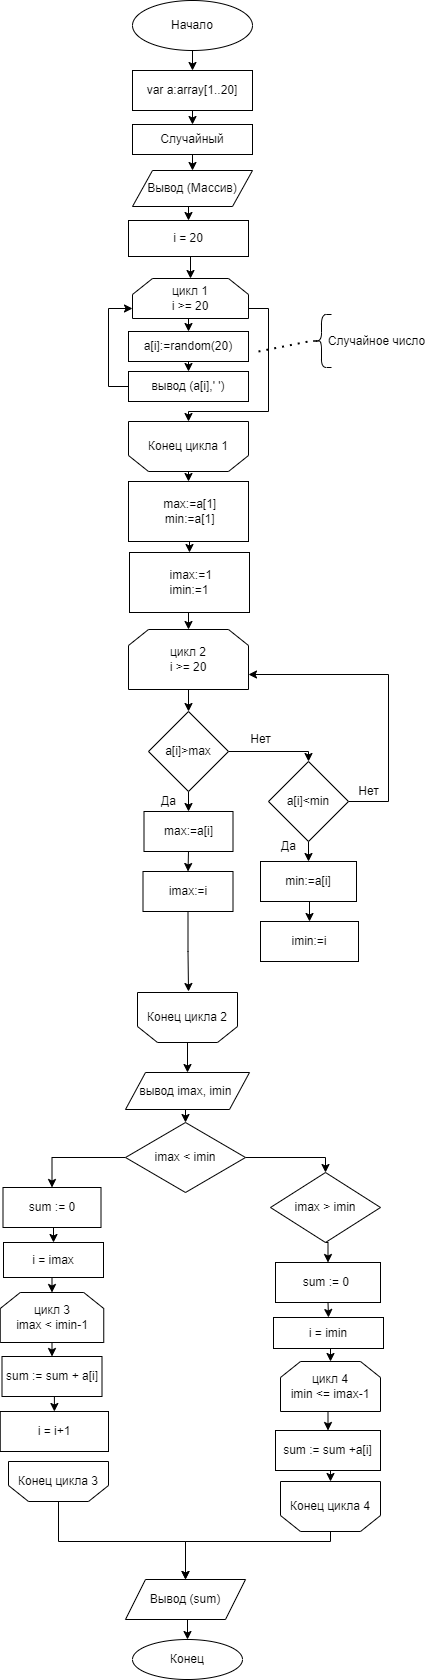 Начало
var a:array[1..20]
Случайный
Вывод (Массив)
i = 20
цикл 1
i >= 20
a[i]:=random(20)
Случайное число
вывод (a[i],' ')
Конец цикла 1
max:=a[1]
min:=a[1]
imax:=1
imin:=1
цикл 2
i >= 20
a[i]>max
Нет
a[i]<min
Нет
Да
max:=a[i]
Да
imax:=i
min:=a[i]
imin:=i
Конец цикла 2
вывод imax, imin
imax < imin
sum := 0
imax > imin
i = imax
sum := 0
цикл 3
imax < imin-1
i = imin
sum := sum + a[i]
цикл 4
imin <= imax-1
i = i+1
sum := sum +a[i]
Конец цикла 3
Конец цикла 4
Вывод (sum)
Конец